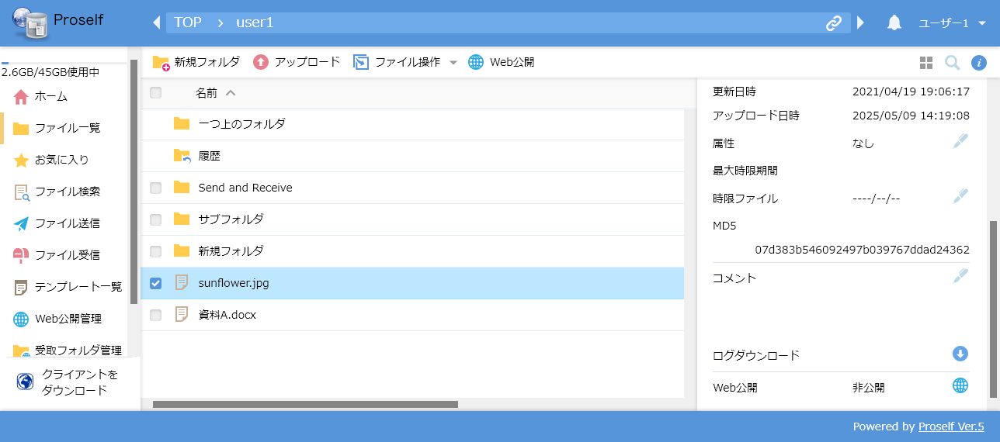 Proself
TOP > user1
ユーザー1
2.6GB/45GB使用中
ホーム
ファイル一覧
お気に入り
ファイル検索
ファイル送信
ファイル受信
テンプレート一覧
Web公開管理
受取フォルダ管理
クライアントを
ダウンロード
新規フォルダ アップロード ファイル操作 Web公開
名前
一つ上のフォルダ
履歴
Send and Receive
サブフォルダ
新規フォルダ
sunflower.jpg
資料A.docx
更新日時 2021/04/19 19:06:17
アップロード日時 2025/05/09 14:19:08
属性 なし
最大時限期間
時限ファイル ----/--/--
MD5
07d383b546092497b039767ddad24362
コメント
ログダウンロード
Web公開 非公開
Powered by Proself Ver.5